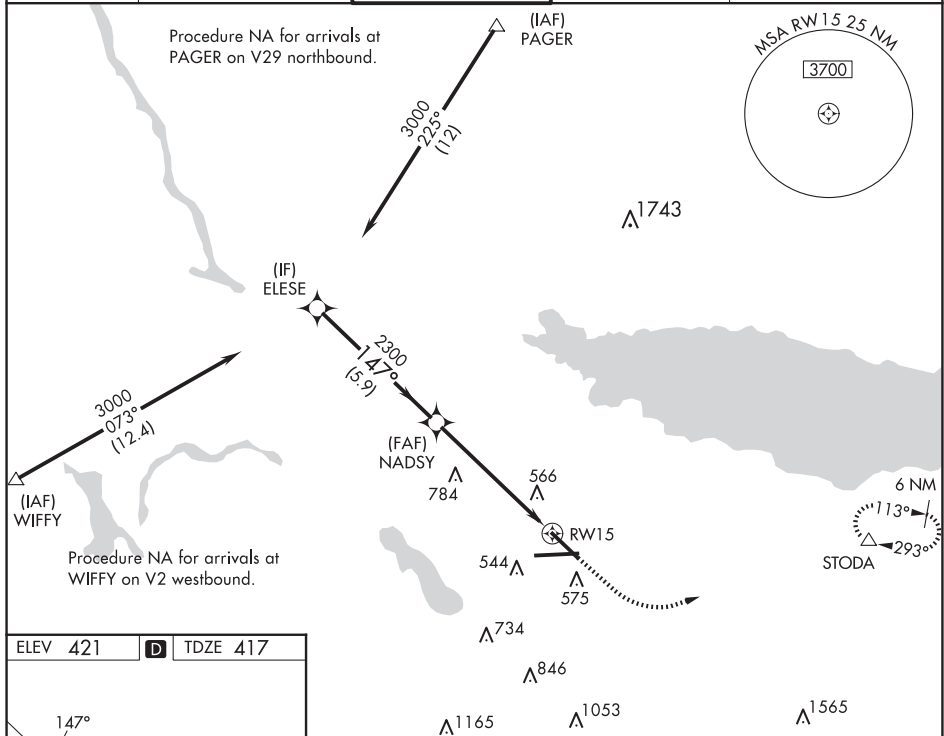 Procedure NA for arrivals at
PAGER on V29 northbound.
(IAF)
PAGER
MSA RW15 25 NM
3700
3000
225°
(12)
1743
(IF)
ELESE
2300
147°
(5.9)
3000
073°
(12.4)
(FAF)
NADSY
(IAF)
WIFFY
784
566
6 NM
113°
293°
STODA
RW15
Procedure NA for arrivals at
WIFFY on V2 westbound.
544
575
734
846
1165
1053
1565
ELEV 421 D TDZE 417
147°